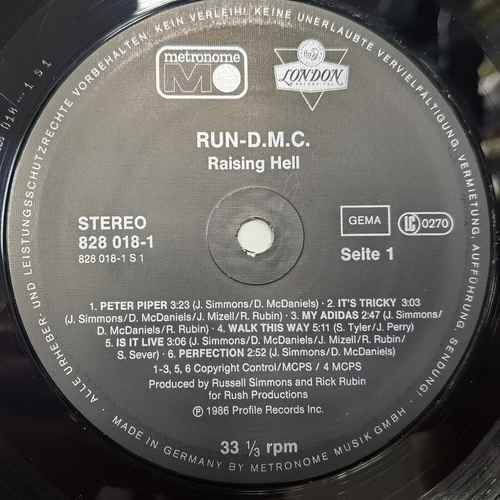 metronome
LONDON
RECORDINGS
RUN-D.M.C.
Raising Hell
STEREO
828 018-1
828 018-1 S 1
GEMA
LC 0270
Seite 1
1. PETER PIPER 3:23 (J. Simmons/D. McDaniels) · 2. IT'S TRICKY 3:03
(J. Simmons/D. McDaniels/J. Mizell/R. Rubin) · 3. MY ADIDAS 2:47 (J. Simmons/
D. McDaniels/R. Rubin) · 4. WALK THIS WAY 5:11 (S. Tyler/J. Perry)
5. IS IT LIVE 3:06 (J. Simmons/D. McDaniels/J. Mizell/R. Rubin/
S. Sever) · 6. PERFECTION 2:52 (J. Simmons/D. McDaniels)
1-3, 5, 6 Copyright Control/MCPS / 4 MCPS
Produced by Russell Simmons and Rick Rubin
for Rush Productions
Ⓟ 1986 Profile Records Inc.
33 ⅓ rpm
ALLE URHEBER- UND LEISTUNGSSCHUTZRECHTE VORBEHALTEN. KEIN VERLEIH! KEINE UNERLAUBTE VERVIELFÄLTIGUNG, VERMIETUNG, AUFFÜHRUNG, SENDUNG!
MADE IN GERMANY BY METRONOME MUSIK GMBH